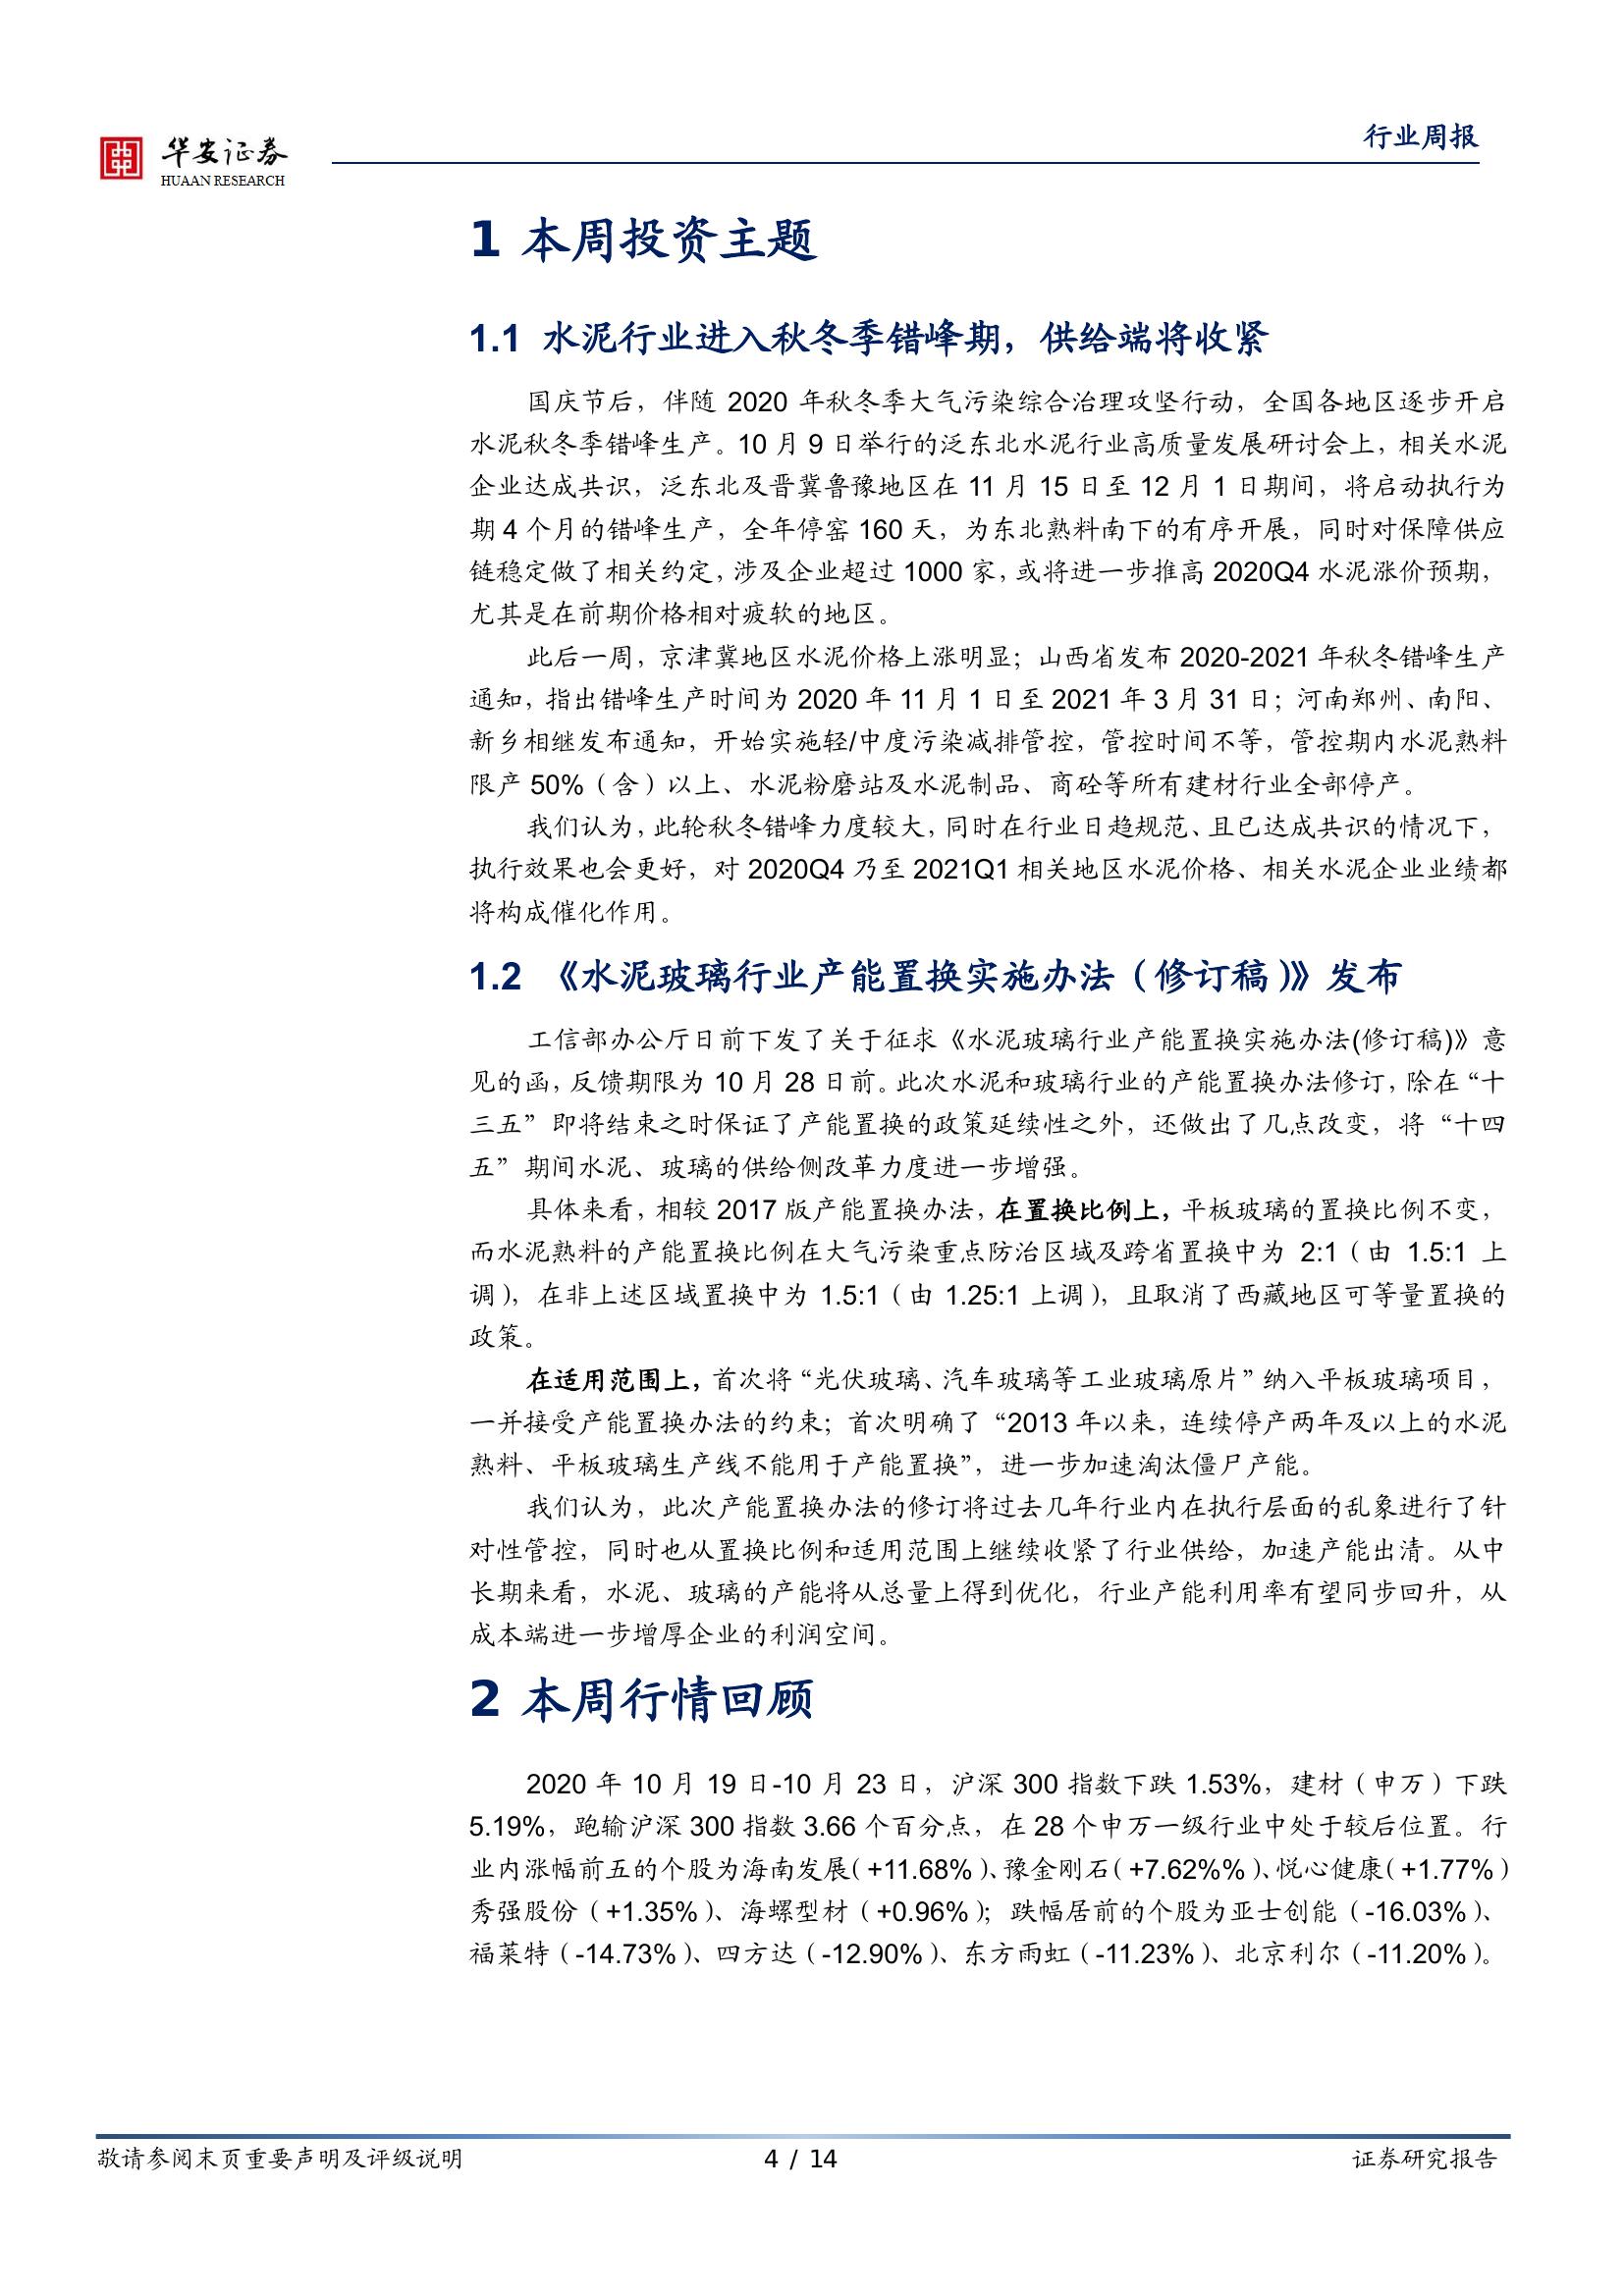 华安证券
HUAAN RESEARCH
行业周报
1 本周投资主题
1.1 水泥行业进入秋冬季错峰期，供给端将收紧
国庆节后，伴随 2020 年秋冬季大气污染综合治理攻坚行动，全国各地区逐步开启
水泥秋冬季错峰生产。10 月 9 日举行的泛东北水泥行业高质量发展研讨会上，相关水泥
企业达成共识，泛东北及晋冀鲁豫地区在 11 月 15 日至 12 月 1 日期间，将启动执行为
期 4 个月的错峰生产，全年停窑 160 天，为东北熟料南下的有序开展，同时对保障供应
链稳定做了相关约定，涉及企业超过 1000 家，或将进一步推高 2020Q4 水泥涨价预期，
尤其是在前期价格相对疲软的地区。
此后一周，京津冀地区水泥价格上涨明显；山西省发布 2020-2021 年秋冬错峰生产
通知，指出错峰生产时间为 2020 年 11 月 1 日至 2021 年 3 月 31 日；河南郑州、南阳、
新乡相继发布通知，开始实施轻/中度污染减排管控，管控时间不等，管控期内水泥熟料
限产 50%（含）以上、水泥粉磨站及水泥制品、商砼等所有建材行业全部停产。
我们认为，此轮秋冬错峰力度较大，同时在行业日趋规范、且已达成共识的情况下，
执行效果也会更好，对 2020Q4 乃至 2021Q1 相关地区水泥价格、相关水泥企业业绩都
将构成催化作用。
1.2 《水泥玻璃行业产能置换实施办法（修订稿）》发布
工信部办公厅日前下发了关于征求《水泥玻璃行业产能置换实施办法(修订稿)》意
见的函，反馈期限为 10 月 28 日前。此次水泥和玻璃行业的产能置换办法修订，除在“十
三五”即将结束之时保证了产能置换的政策延续性之外，还做出了几点改变，将“十四
五”期间水泥、玻璃的供给侧改革力度进一步增强。
具体来看，相较 2017 版产能置换办法，在置换比例上，平板玻璃的置换比例不变，
而水泥熟料的产能置换比例在大气污染重点防治区域及跨省置换中为 2:1（由 1.5:1 上
调），在非上述区域置换中为 1.5:1（由 1.25:1 上调），且取消了西藏地区可等量置换的
政策。
在适用范围上，首次将“光伏玻璃、汽车玻璃等工业玻璃原片”纳入平板玻璃项目，
一并接受产能置换办法的约束；首次明确了“2013 年以来，连续停产两年及以上的水泥
熟料、平板玻璃生产线不能用于产能置换”，进一步加速淘汰僵尸产能。
我们认为，此次产能置换办法的修订将过去几年行业内在执行层面的乱象进行了针
对性管控，同时也从置换比例和适用范围上继续收紧了行业供给，加速产能出清。从中
长期来看，水泥、玻璃的产能将从总量上得到优化，行业产能利用率有望同步回升，从
成本端进一步增厚企业的利润空间。
2 本周行情回顾
2020 年 10 月 19 日-10 月 23 日，沪深 300 指数下跌 1.53%，建材（申万）下跌
5.19%，跑输沪深 300 指数 3.66 个百分点，在 28 个申万一级行业中处于较后位置。行
业内涨幅前五的个股为海南发展（+11.68%）、豫金刚石（+7.62%%）、悦心健康（+1.77%）
秀强股份（+1.35%）、海螺型材（+0.96%）；跌幅居前的个股为亚士创能（-16.03%）、
福莱特（-14.73%）、四方达（-12.90%）、东方雨虹（-11.23%）、北京利尔（-11.20%）。
敬请参阅末页重要声明及评级说明
4 / 14
证券研究报告